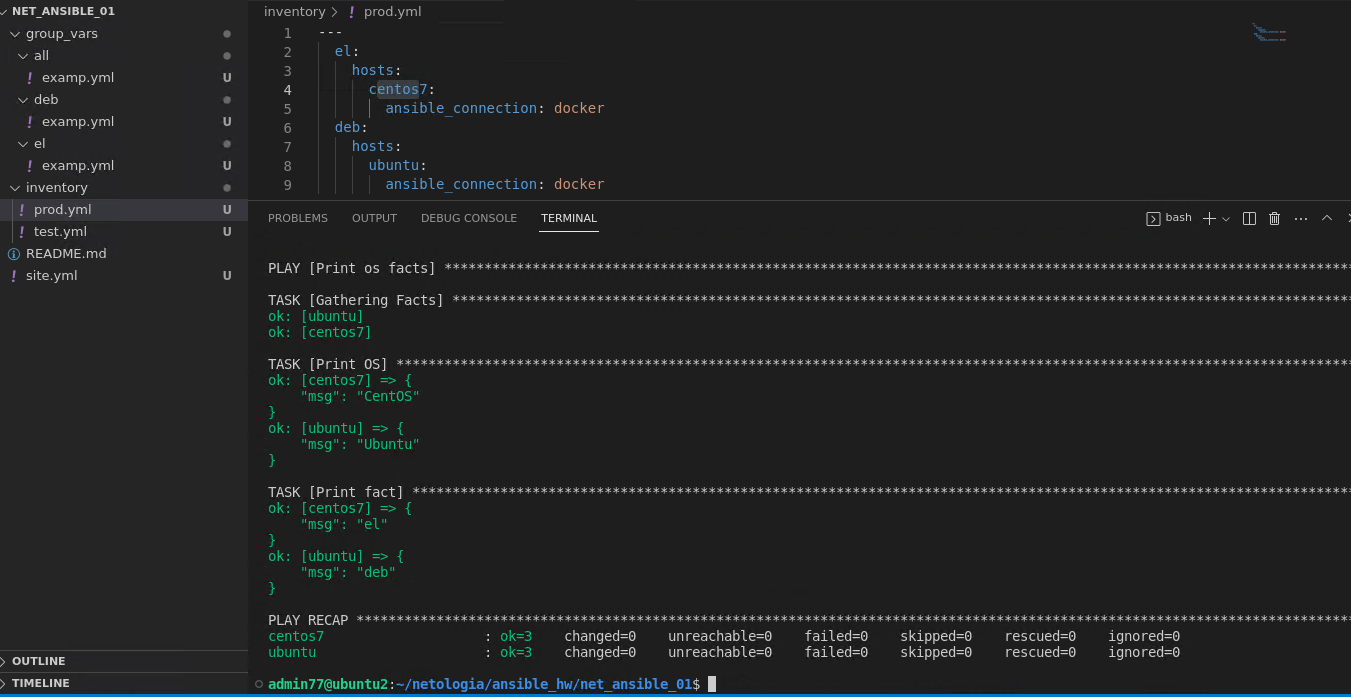 NET_ANSIBLE_01
group_vars
all
! examp.yml U
deb
! examp.yml U
el
! examp.yml U
inventory
! prod.yml U
! test.yml U
README.md
! site.yml U
OUTLINE
TIMELINE
inventory > ! prod.yml
1 ---
2 el:
3 hosts:
4 centos7:
5 ansible_connection: docker
6 deb:
7 hosts:
8 ubuntu:
9 ansible_connection: docker
PROBLEMS OUTPUT DEBUG CONSOLE TERMINAL bash
PLAY [Print os facts] ****************************************************************************************************************
TASK [Gathering Facts] ***************************************************************************************************************
ok: [ubuntu]
ok: [centos7]
TASK [Print OS] **********************************************************************************************************************
ok: [centos7] => {
"msg": "CentOS"
}
ok: [ubuntu] => {
"msg": "Ubuntu"
}
TASK [Print fact] ********************************************************************************************************************
ok: [centos7] => {
"msg": "el"
}
ok: [ubuntu] => {
"msg": "deb"
}
PLAY RECAP ***************************************************************************************************************************
centos7 : ok=3 changed=0 unreachable=0 failed=0 skipped=0 rescued=0 ignored=0
ubuntu : ok=3 changed=0 unreachable=0 failed=0 skipped=0 rescued=0 ignored=0
admin77@ubuntu2:~/netologia/ansible_hw/net_ansible_01$